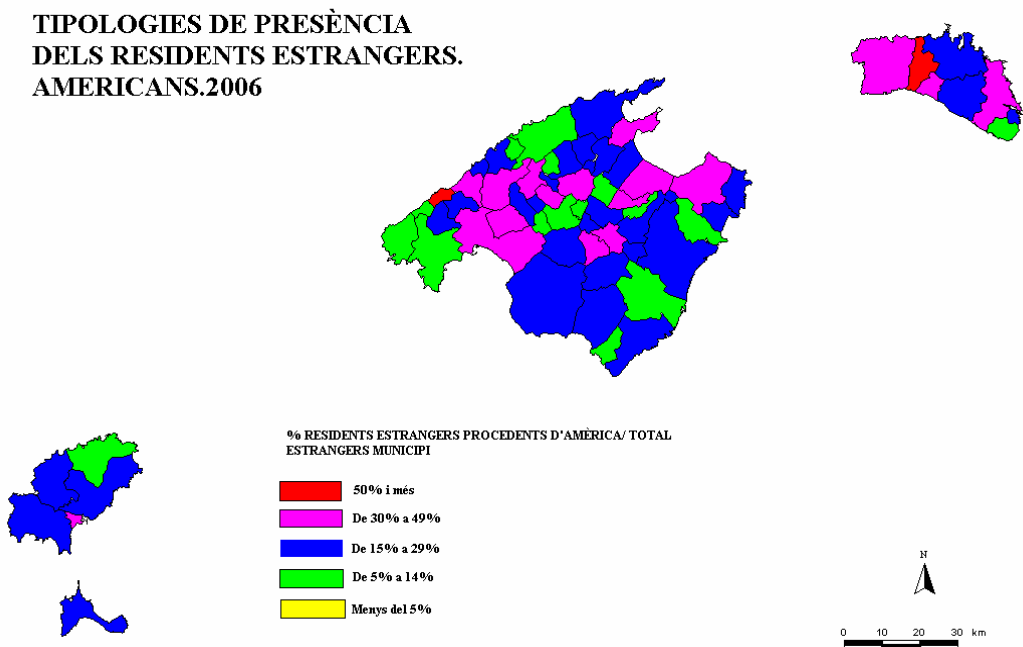 TIPOLOGIES DE PRESÈNCIA
DELS RESIDENTS ESTRANGERS.
AMERICANS.2006
% RESIDENTS ESTRANGERS PROCEDENTS D'AMÈRICA/ TOTAL
ESTRANGERS MUNICIPI
50% i més
De 30% a 49%
De 15% a 29%
De 5% a 14%
Menys del 5%
N
0 10 20 30 km